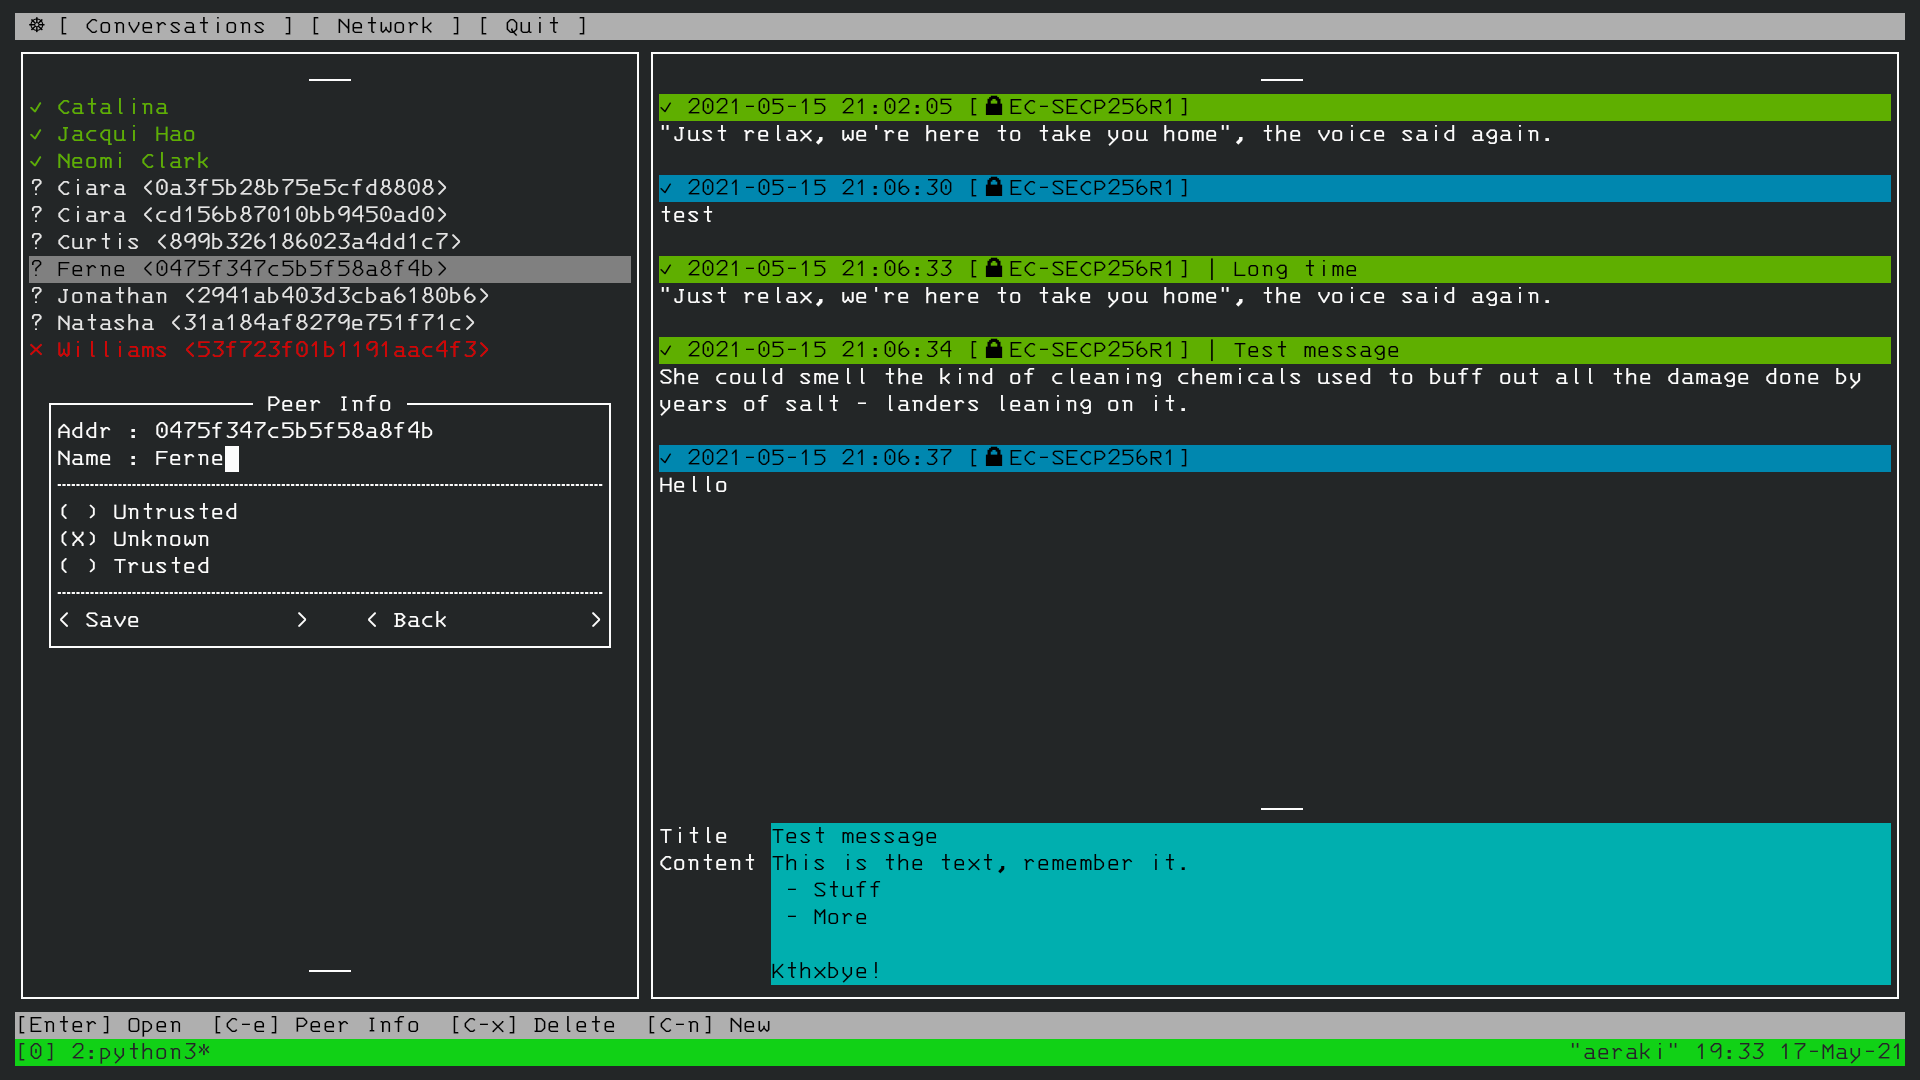 ☸ [ Conversations ] [ Network ] [ Quit ]
✓ Catalina
✓ Jacqui Hao
✓ Neomi Clark
? Ciara <0a3f5b28b75e5cfd8808>
? Ciara <cd156b87010bb9450ad0>
? Curtis <899b326186023a4dd1c7>
? Ferne <0475f347c5b5f58a8f4b>
? Jonathan <2941ab403d3cba6180b6>
? Natasha <31a184af8279e751f71c>
✕ Williams <53f723f01b1191aac4f3>
Peer Info
Addr : 0475f347c5b5f58a8f4b
Name : Ferne
( ) Untrusted
(X) Unknown
( ) Trusted
< Save > < Back >
✓ 2021-05-15 21:02:05 [🔒EC-SECP256R1]
"Just relax, we're here to take you home", the voice said again.
✓ 2021-05-15 21:06:30 [🔒EC-SECP256R1]
test
✓ 2021-05-15 21:06:33 [🔒EC-SECP256R1] | Long time
"Just relax, we're here to take you home", the voice said again.
✓ 2021-05-15 21:06:34 [🔒EC-SECP256R1] | Test message
She could smell the kind of cleaning chemicals used to buff out all the damage done by
years of salt - landers leaning on it.
✓ 2021-05-15 21:06:37 [🔒EC-SECP256R1]
Hello
Title Test message
Content This is the text, remember it.
- Stuff
- More
Kthxbye!
[Enter] Open [C-e] Peer Info [C-x] Delete [C-n] New
[0] 2:python3* "aeraki" 19:33 17-May-21